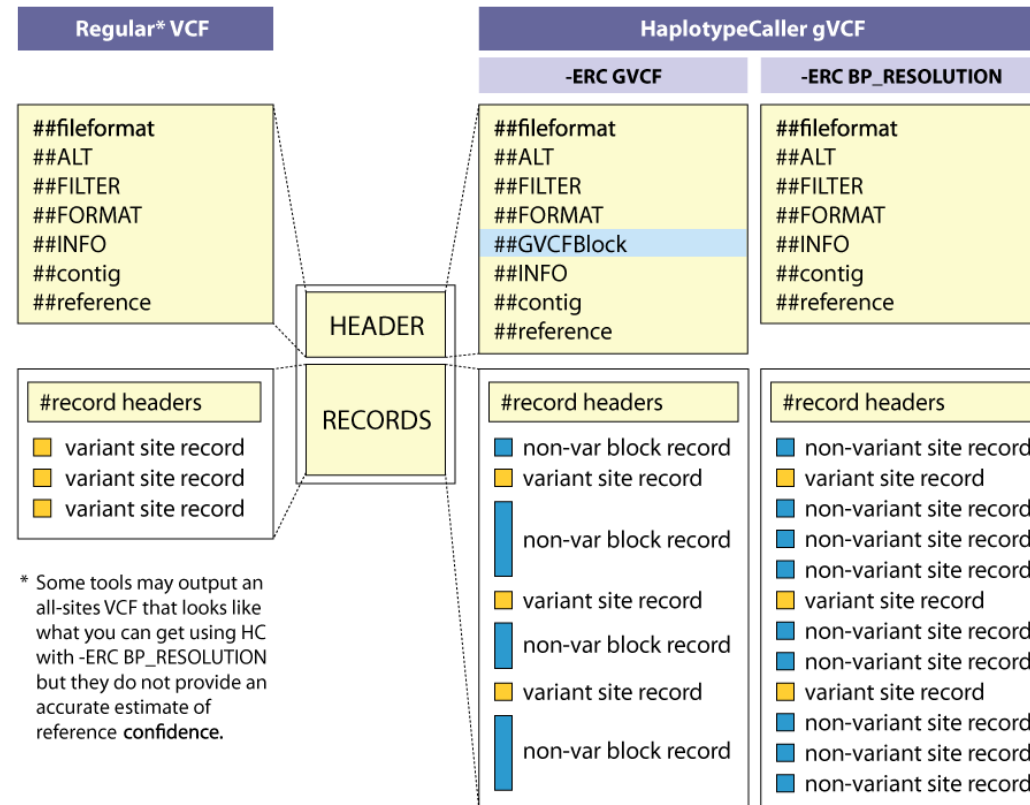 Regular* VCF
##fileformat
##ALT
##FILTER
##FORMAT
##INFO
##contig
##reference
#record headers
variant site record
variant site record
variant site record
* Some tools may output an
all-sites VCF that looks like
what you can get using HC
with -ERC BP_RESOLUTION
but they do not provide an
accurate estimate of
reference confidence.
HEADER
RECORDS
HaplotypeCaller gVCF
-ERC GVCF
##fileformat
##ALT
##FILTER
##FORMAT
##GVCFBlock
##INFO
##contig
##reference
#record headers
non-var block record
variant site record
non-var block record
variant site record
non-var block record
variant site record
non-var block record
-ERC BP_RESOLUTION
##fileformat
##ALT
##FILTER
##FORMAT
##INFO
##contig
##reference
#record headers
non-variant site record
variant site record
non-variant site record
non-variant site record
non-variant site record
variant site record
non-variant site record
non-variant site record
variant site record
non-variant site record
non-variant site record
non-variant site record